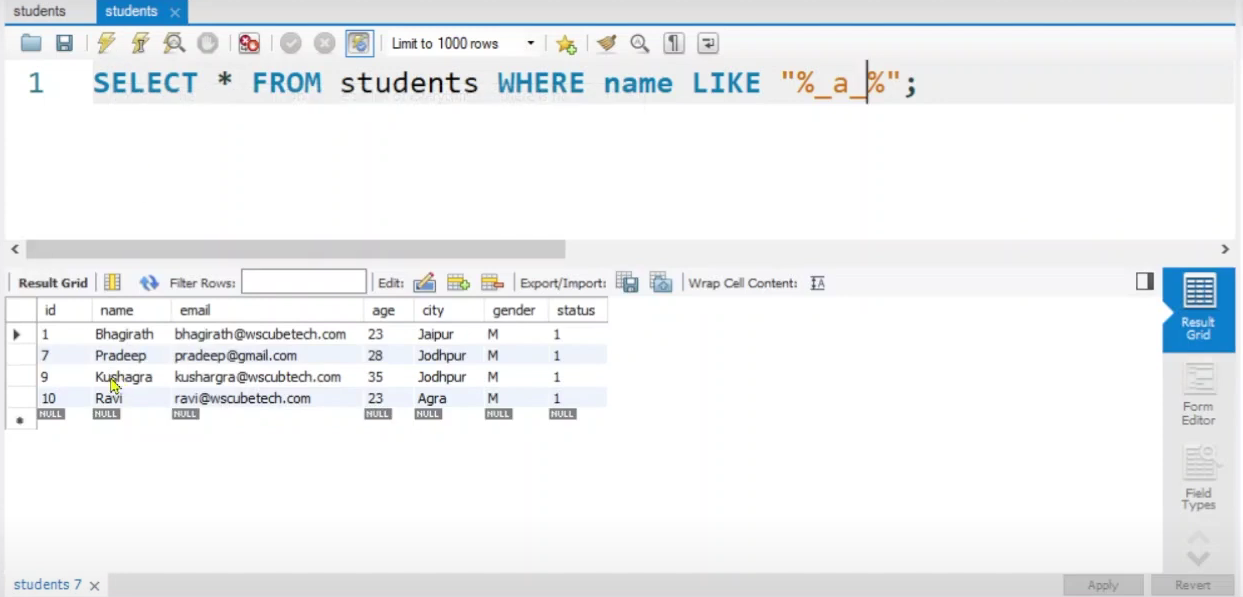 students students
Limit to 1000 rows
1 SELECT * FROM students WHERE name LIKE "%_a_%";
Result Grid Filter Rows: Edit: Export/Import: Wrap Cell Content:
id name email age city gender status
1 Bhagirath bhagirath@wscubetech.com 23 Jaipur M 1
7 Pradeep pradeep@gmail.com 28 Jodhpur M 1
9 Kushagra kushargra@wscubtech.com 35 Jodhpur M 1
10 Ravi ravi@wscubetech.com 23 Agra M 1
NULL NULL NULL NULL NULL NULL NULL
Result
Grid
Form
Editor
Field
Types
students 7 Apply Revert